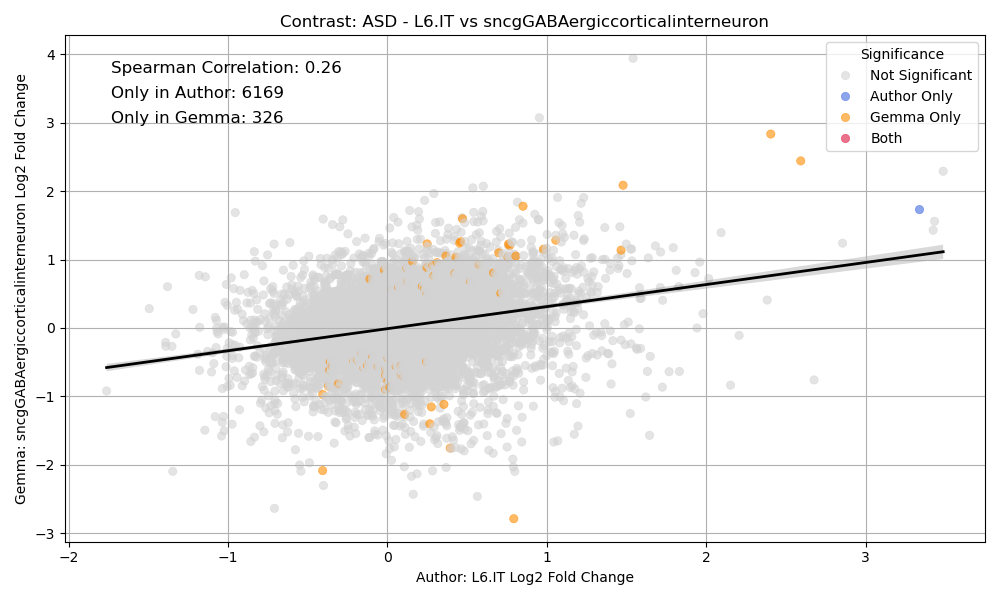 Contrast: ASD - L6.IT vs sncgGABAergiccorticalinterneuron
Spearman Correlation: 0.26
Only in Author: 6169
Only in Gemma: 326
Significance
Not Significant
Author Only
Gemma Only
Both
Gemma: sncgGABAergiccorticalinterneuron Log2 Fold Change
4
3
2
1
0
−1
−2
−3
−2
−1
0
1
2
3
Author: L6.IT Log2 Fold Change